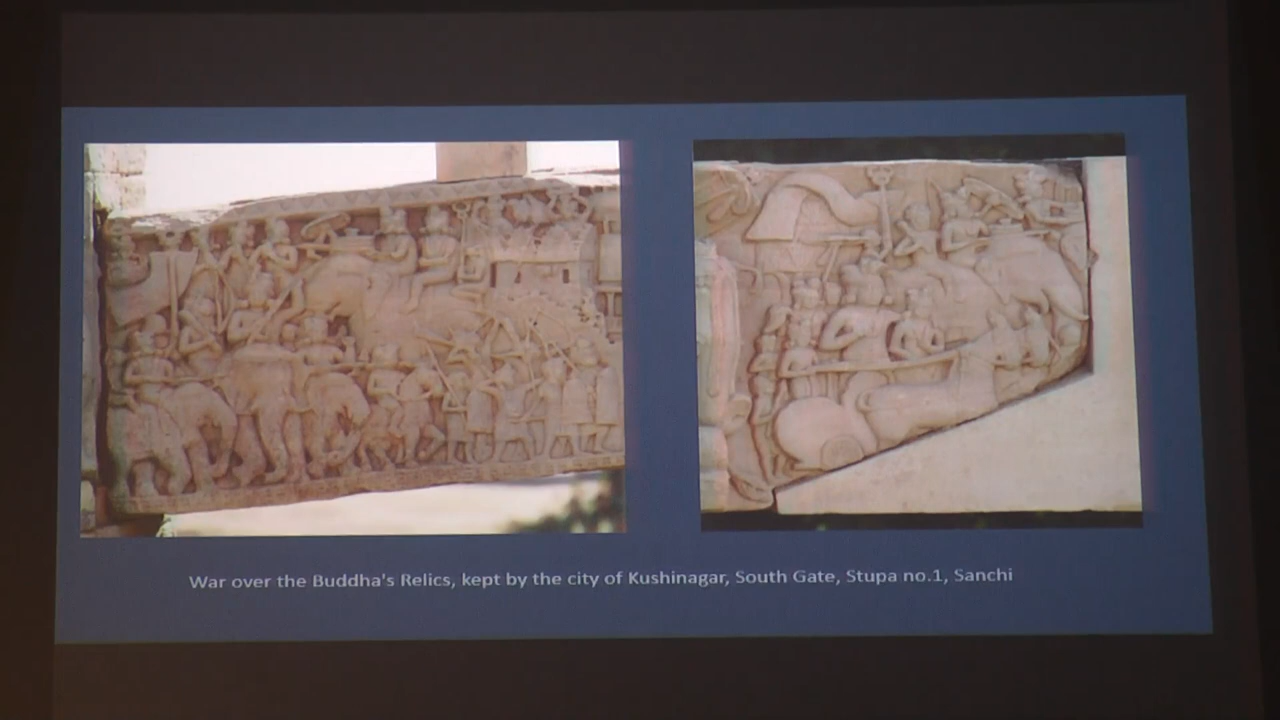 War over the Buddha's Relics, kept by the city of Kushinagar, South Gate, Stupa no.1, Sanchi